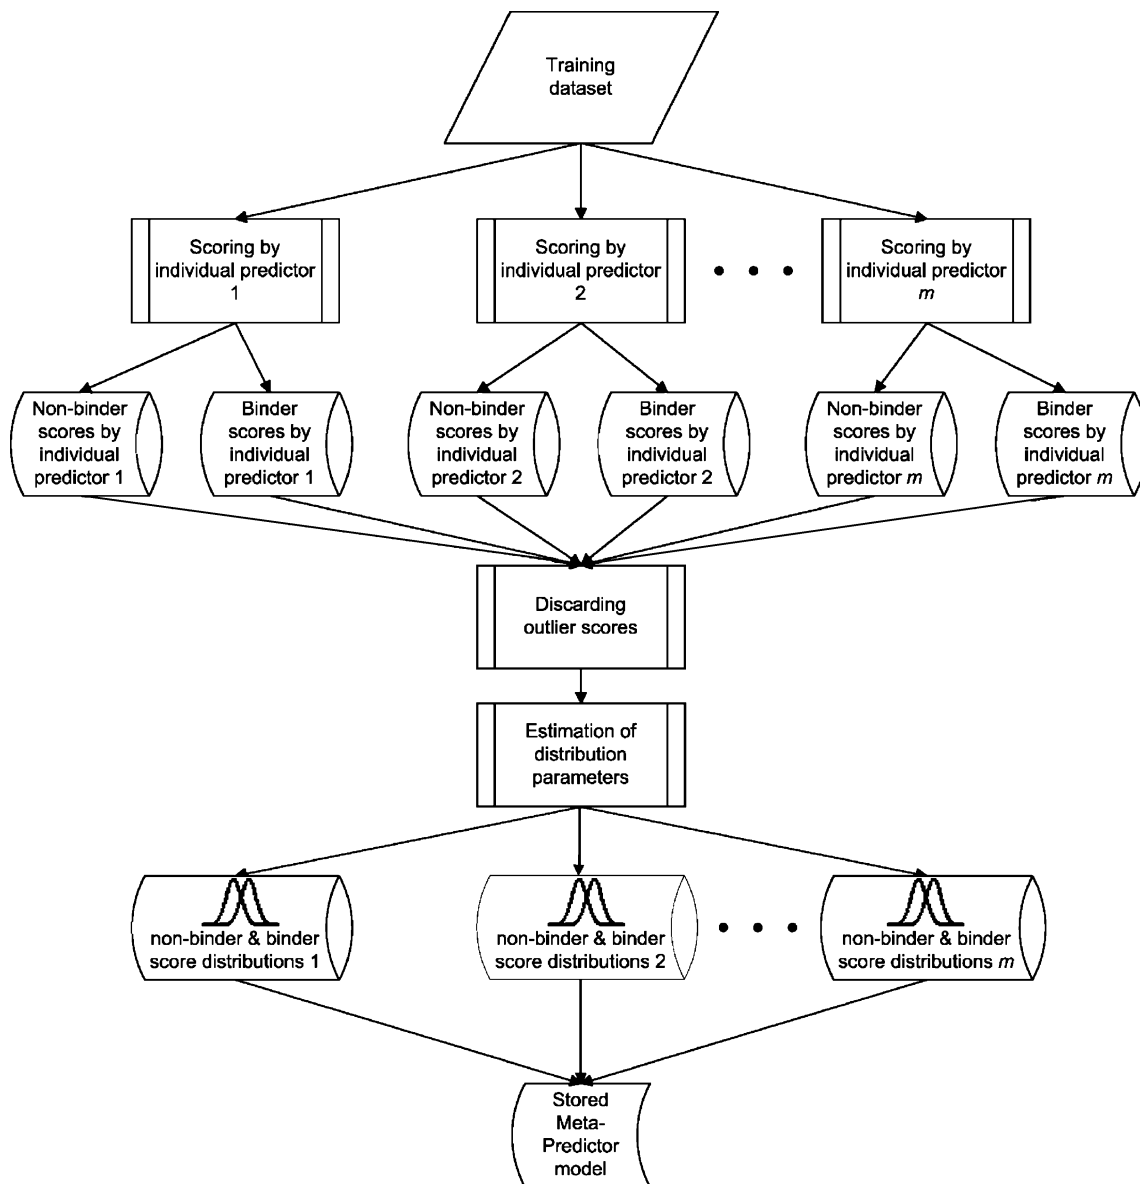 Training
dataset
Scoring by
individual predictor
1
Scoring by
individual predictor
2
Scoring by
individual predictor
m
Non-binder
scores by
individual
predictor 1
Binder
scores by
individual
predictor 1
Non-binder
scores by
individual
predictor 2
Binder
scores by
individual
predictor 2
Non-binder
scores by
individual
predictor m
Binder
scores by
individual
predictor m
Discarding
outlier scores
Estimation of
distribution
parameters
non-binder & binder
score distributions 1
non-binder & binder
score distributions 2
non-binder & binder
score distributions m
Stored
Meta-
Predictor
model